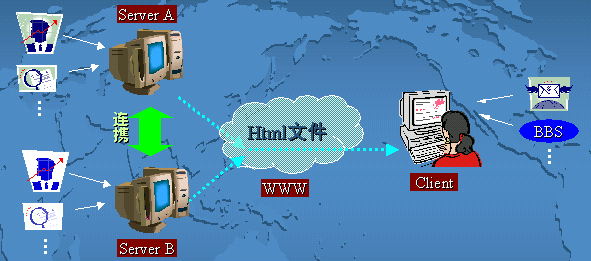 Server A
连携
Html文件
BBS
WWW
Client
Server B